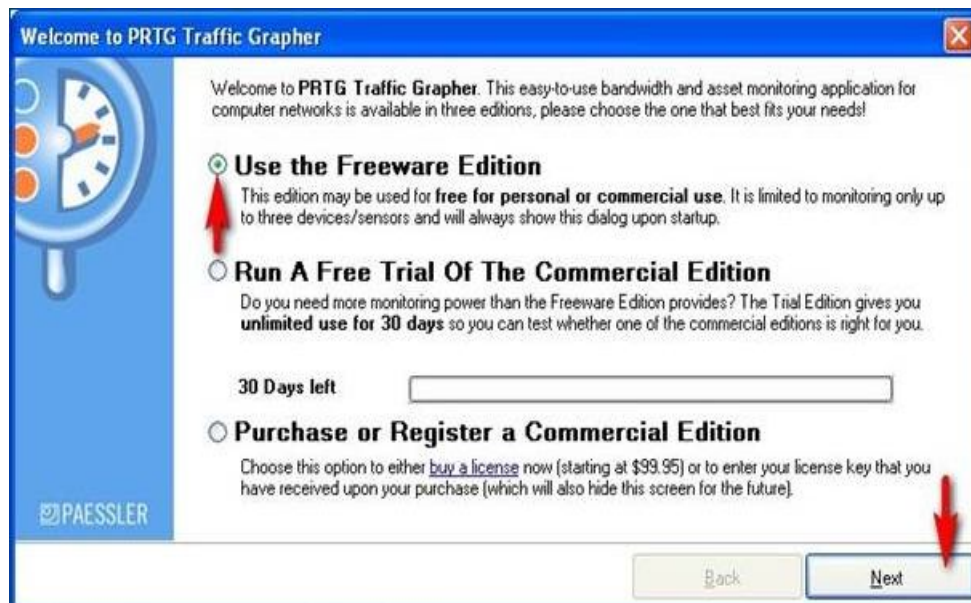 Welcome to PRTG Traffic Grapher
Welcome to PRTG Traffic Grapher. This easy-to-use bandwidth and asset monitoring application for
computer networks is available in three editions, please choose the one that best fits your needs!
Use the Freeware Edition
This edition may be used for free for personal or commercial use. It is limited to monitoring only up
to three devices/sensors and will always show this dialog upon startup.
Run A Free Trial Of The Commercial Edition
Do you need more monitoring power than the Freeware Edition provides? The Trial Edition gives you
unlimited use for 30 days so you can test whether one of the commercial editions is right for you.
30 Days left
Purchase or Register a Commercial Edition
Choose this option to either buy a license now (starting at $99.95) or to enter your license key that you
have received upon your purchase (which will also hide this screen for the future).
PAESSLER
Back
Next